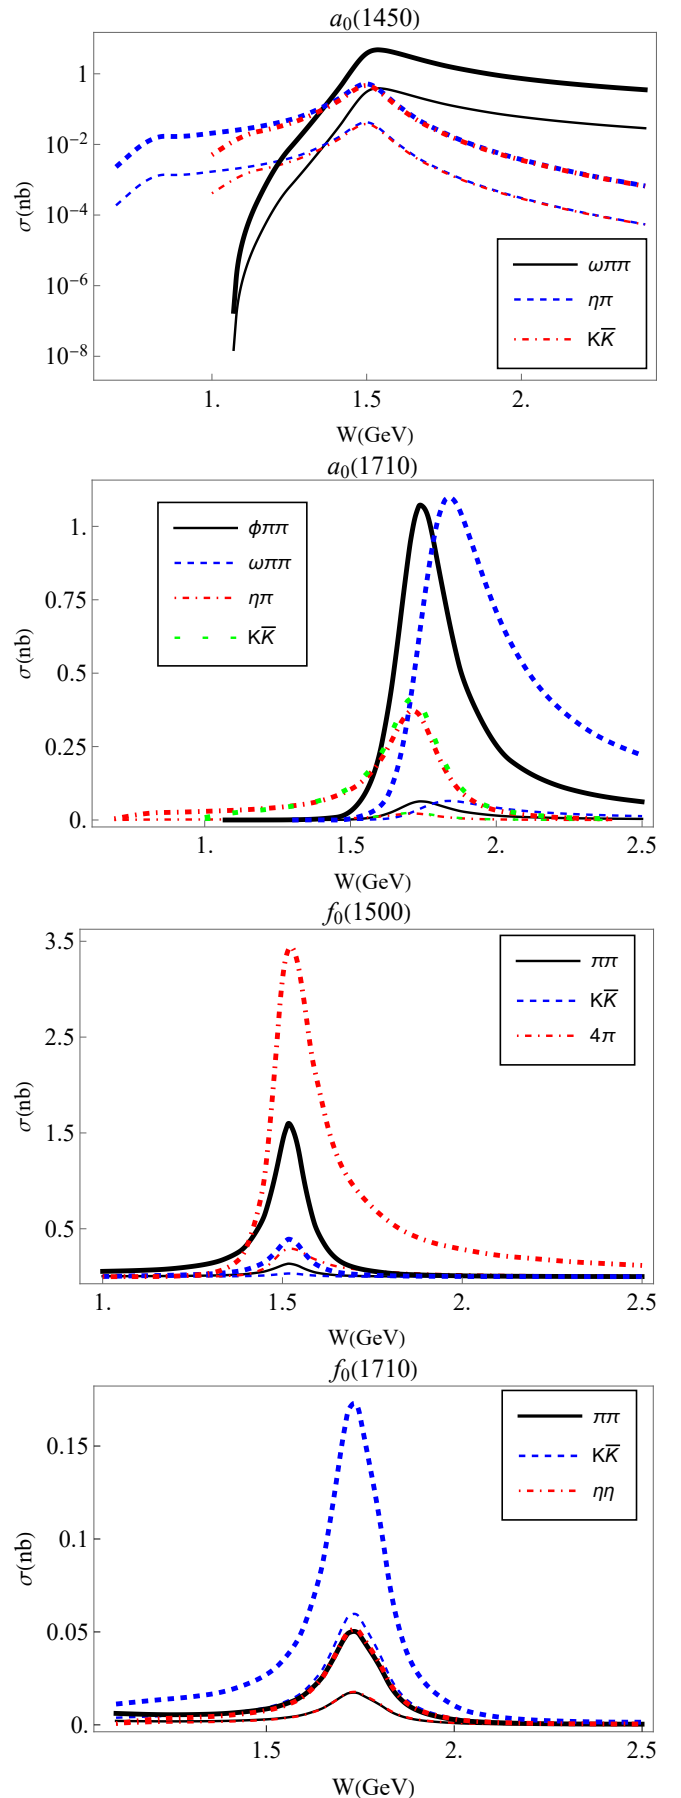 a₀(1450)
1
10⁻²
10⁻⁴
10⁻⁶
10⁻⁸
σ(nb)
ωππ
ηπ
KK̅
1. 1.5 2.
W(GeV)
a₀(1710)
1.
0.75
0.5
0.25
0.
σ(nb)
ϕππ
ωππ
ηπ
KK̅
1. 1.5 2. 2.5
W(GeV)
f₀(1500)
3.5
2.5
1.5
0.5
σ(nb)
ππ
KK̅
4π
1. 1.5 2. 2.5
W(GeV)
f₀(1710)
0.15
0.1
0.05
0.
σ(nb)
ππ
KK̅
ηη
1.5 2. 2.5
W(GeV)